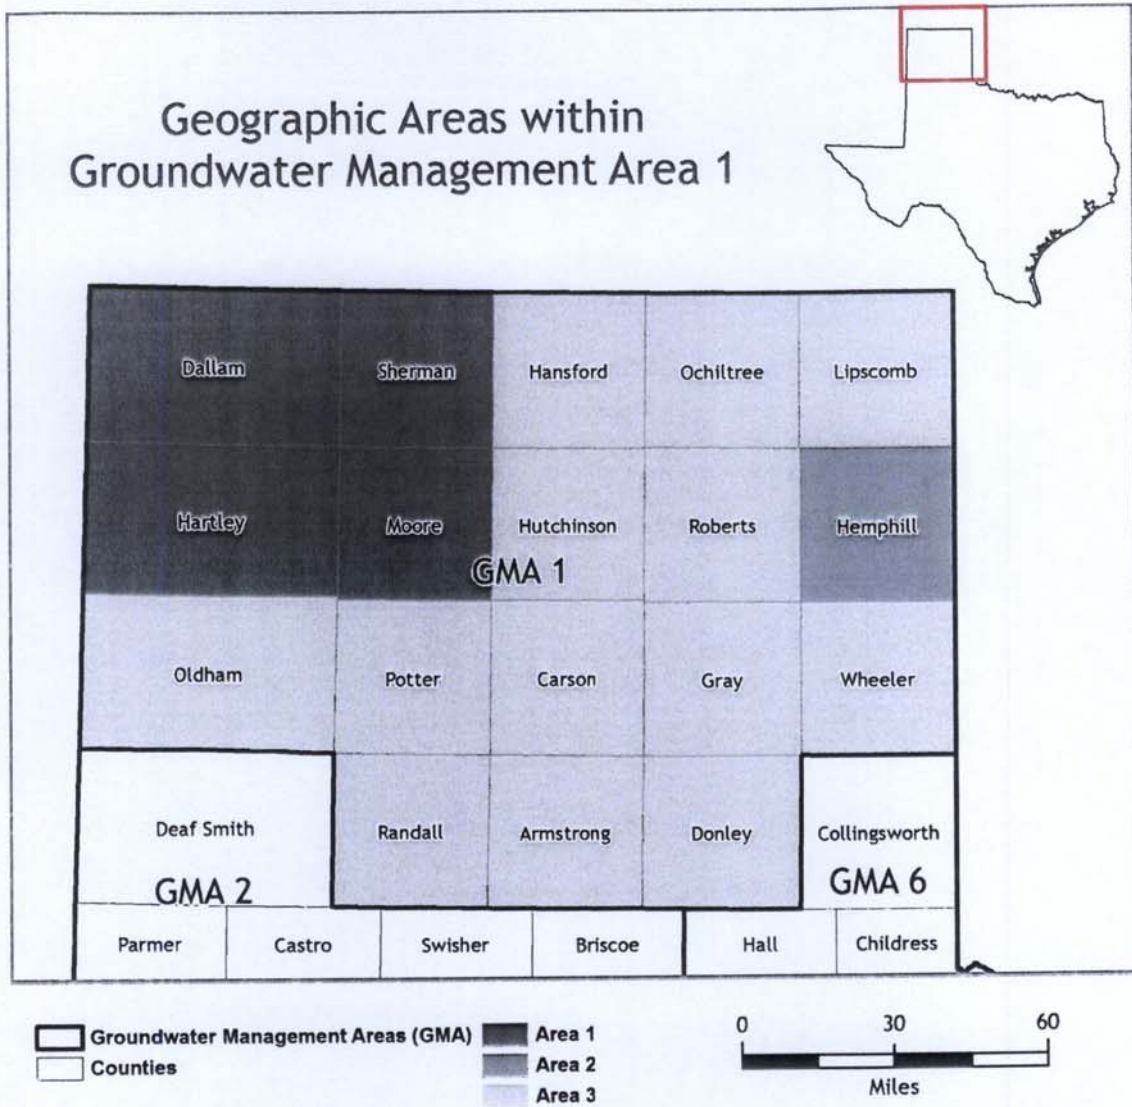 Geographic Areas within
Groundwater Management Area 1
Dallam
Sherman
Hansford
Ochiltree
Lipscomb
Hartley
Moore
Hutchinson
Roberts
Hemphill
GMA 1
Oldham
Potter
Carson
Gray
Wheeler
Deaf Smith
Randall
Armstrong
Donley
Collingsworth
GMA 2
GMA 6
Parmer
Castro
Swisher
Briscoe
Hall
Childress
Groundwater Management Areas (GMA)
Counties
Area 1
Area 2
Area 3
0 30 60
Miles